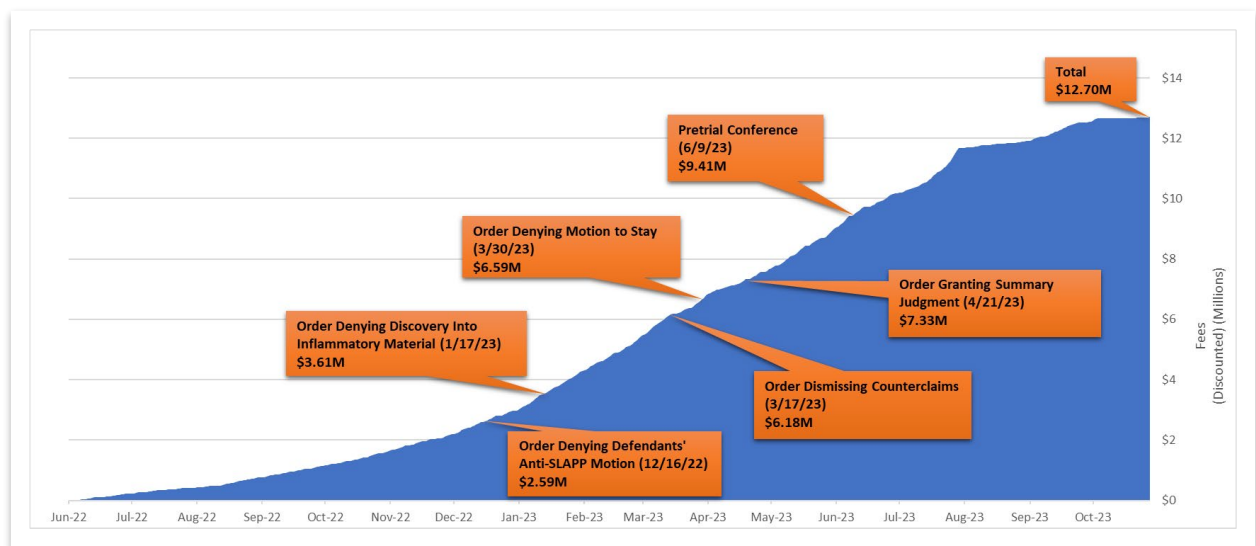 Total
$12.70M
Pretrial Conference
(6/9/23)
$9.41M
Order Denying Motion to Stay
(3/30/23)
$6.59M
Order Granting Summary
Judgment (4/21/23)
$7.33M
Order Denying Discovery Into
Inflammatory Material (1/17/23)
$3.61M
Order Dismissing Counterclaims
(3/17/23)
$6.18M
Order Denying Defendants'
Anti-SLAPP Motion (12/16/22)
$2.59M
$14
$12
$10
$8
$6
$4
$2
$0
Fees
(Discounted) (Millions)
Jun-22 Jul-22 Aug-22 Sep-22 Oct-22 Nov-22 Dec-22 Jan-23 Feb-23 Mar-23 Apr-23 May-23 Jun-23 Jul-23 Aug-23 Sep-23 Oct-23